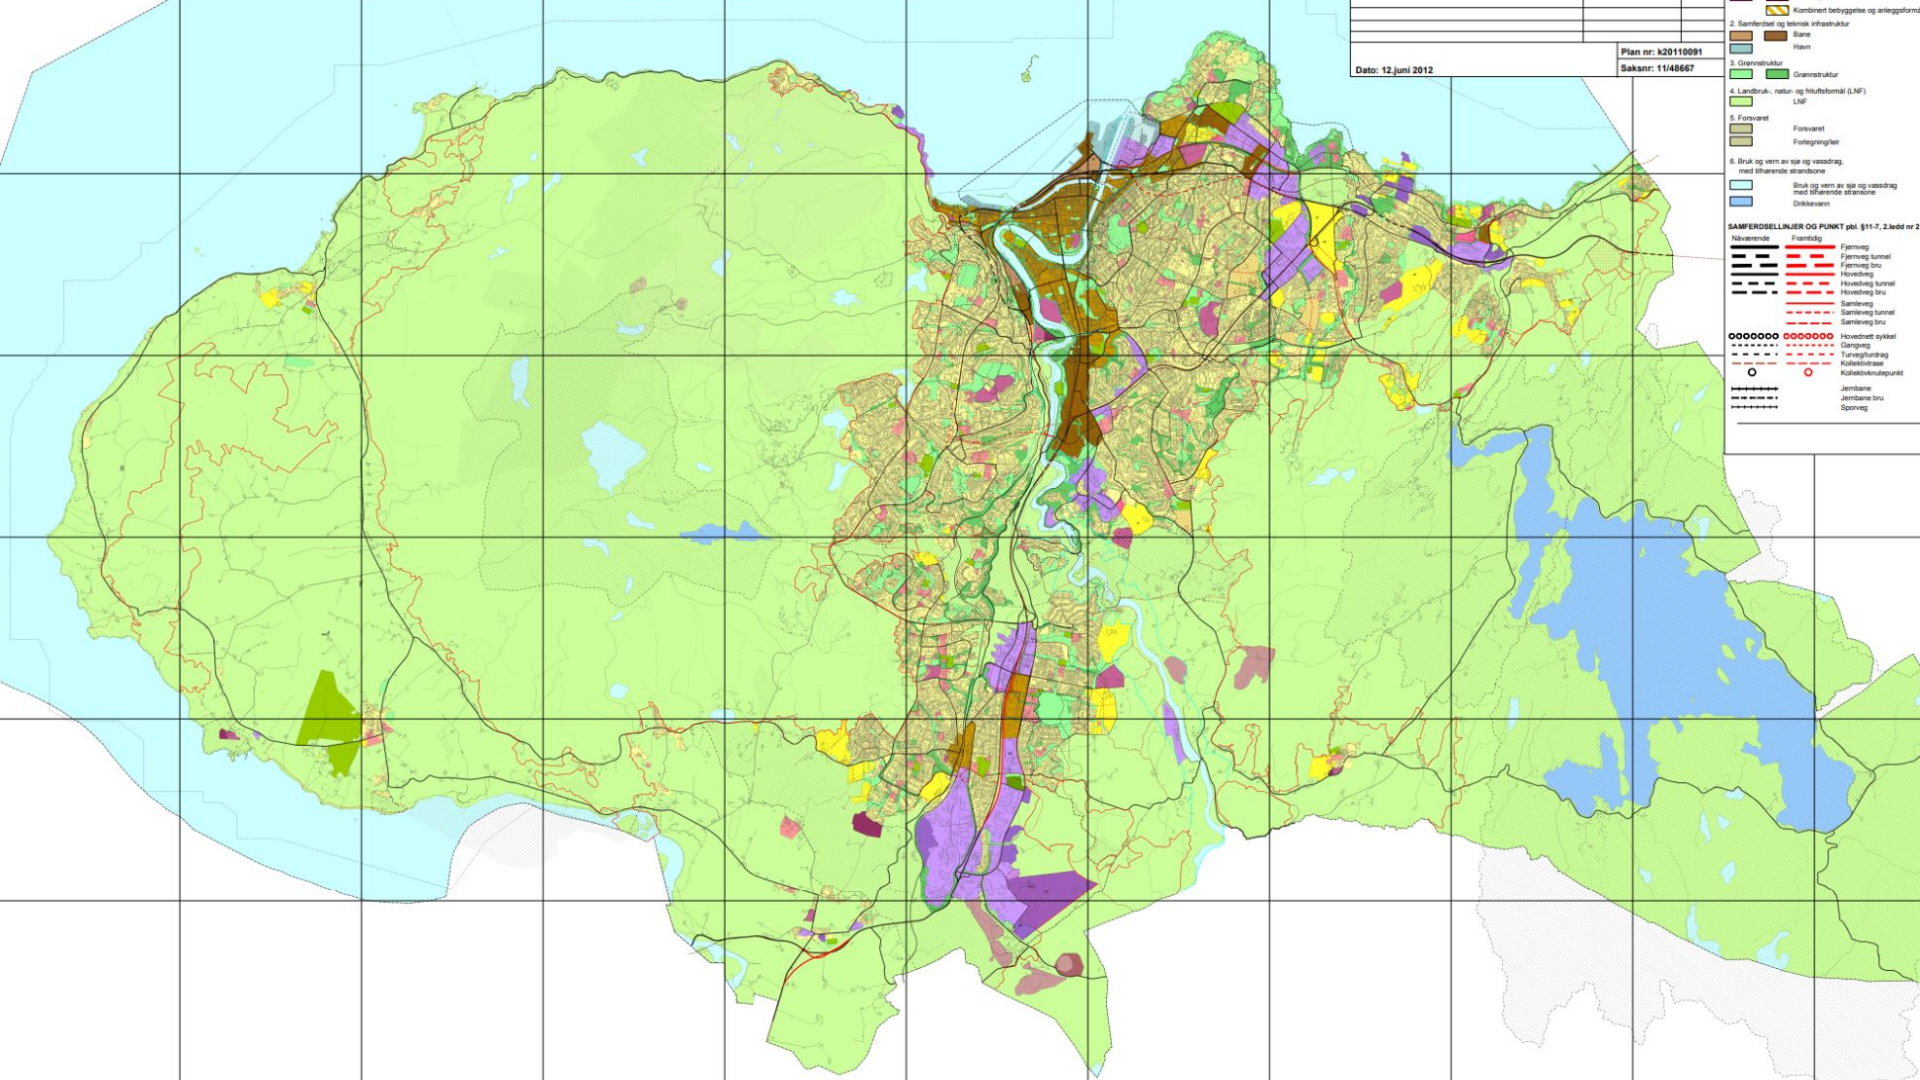 Kombinert bebyggelse og anleggsformå
2. Samferdsel og teknisk infrastruktur
Bane
Havn
Plan nr: k20110091
Dato: 12.juni 2012
Saksnr: 11/48667
3. Grønnstruktur
Grønnstruktur
4. Landbruk-, natur- og friluftsformål (LNF)
LNF
5. Forsvaret
Forsvaret
Forlegning/leir
6. Bruk og vern av sjø og vassdrag,
med tilhørende strandsone
Bruk og vern av sjø og vassdrag
med tilhørende stransone
Drikkevann
SAMFERDSELLINJER OG PUNKT pbl. §11-7, 2.ledd nr 2
Nåværende Framtidig
Fjernveg
Fjernveg tunnel
Fjernveg bru
Hovedveg
Hovedveg tunnel
Hovedveg bru
Samleveg
Samleveg tunnel
Samleveg bru
Hovednett sykkel
Gangveg
Turveg/turdrag
Kollektivtrase
Kollektivknutepunkt
Jernbane
Jernbane bru
Sporveg